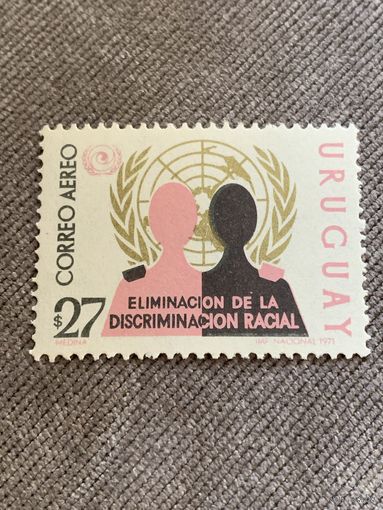 CORREO AEREO
URUGUAY
ELIMINACION DE LA
DISCRIMINACION RACIAL
$27
MEDINA
IMP. NACIONAL 1971